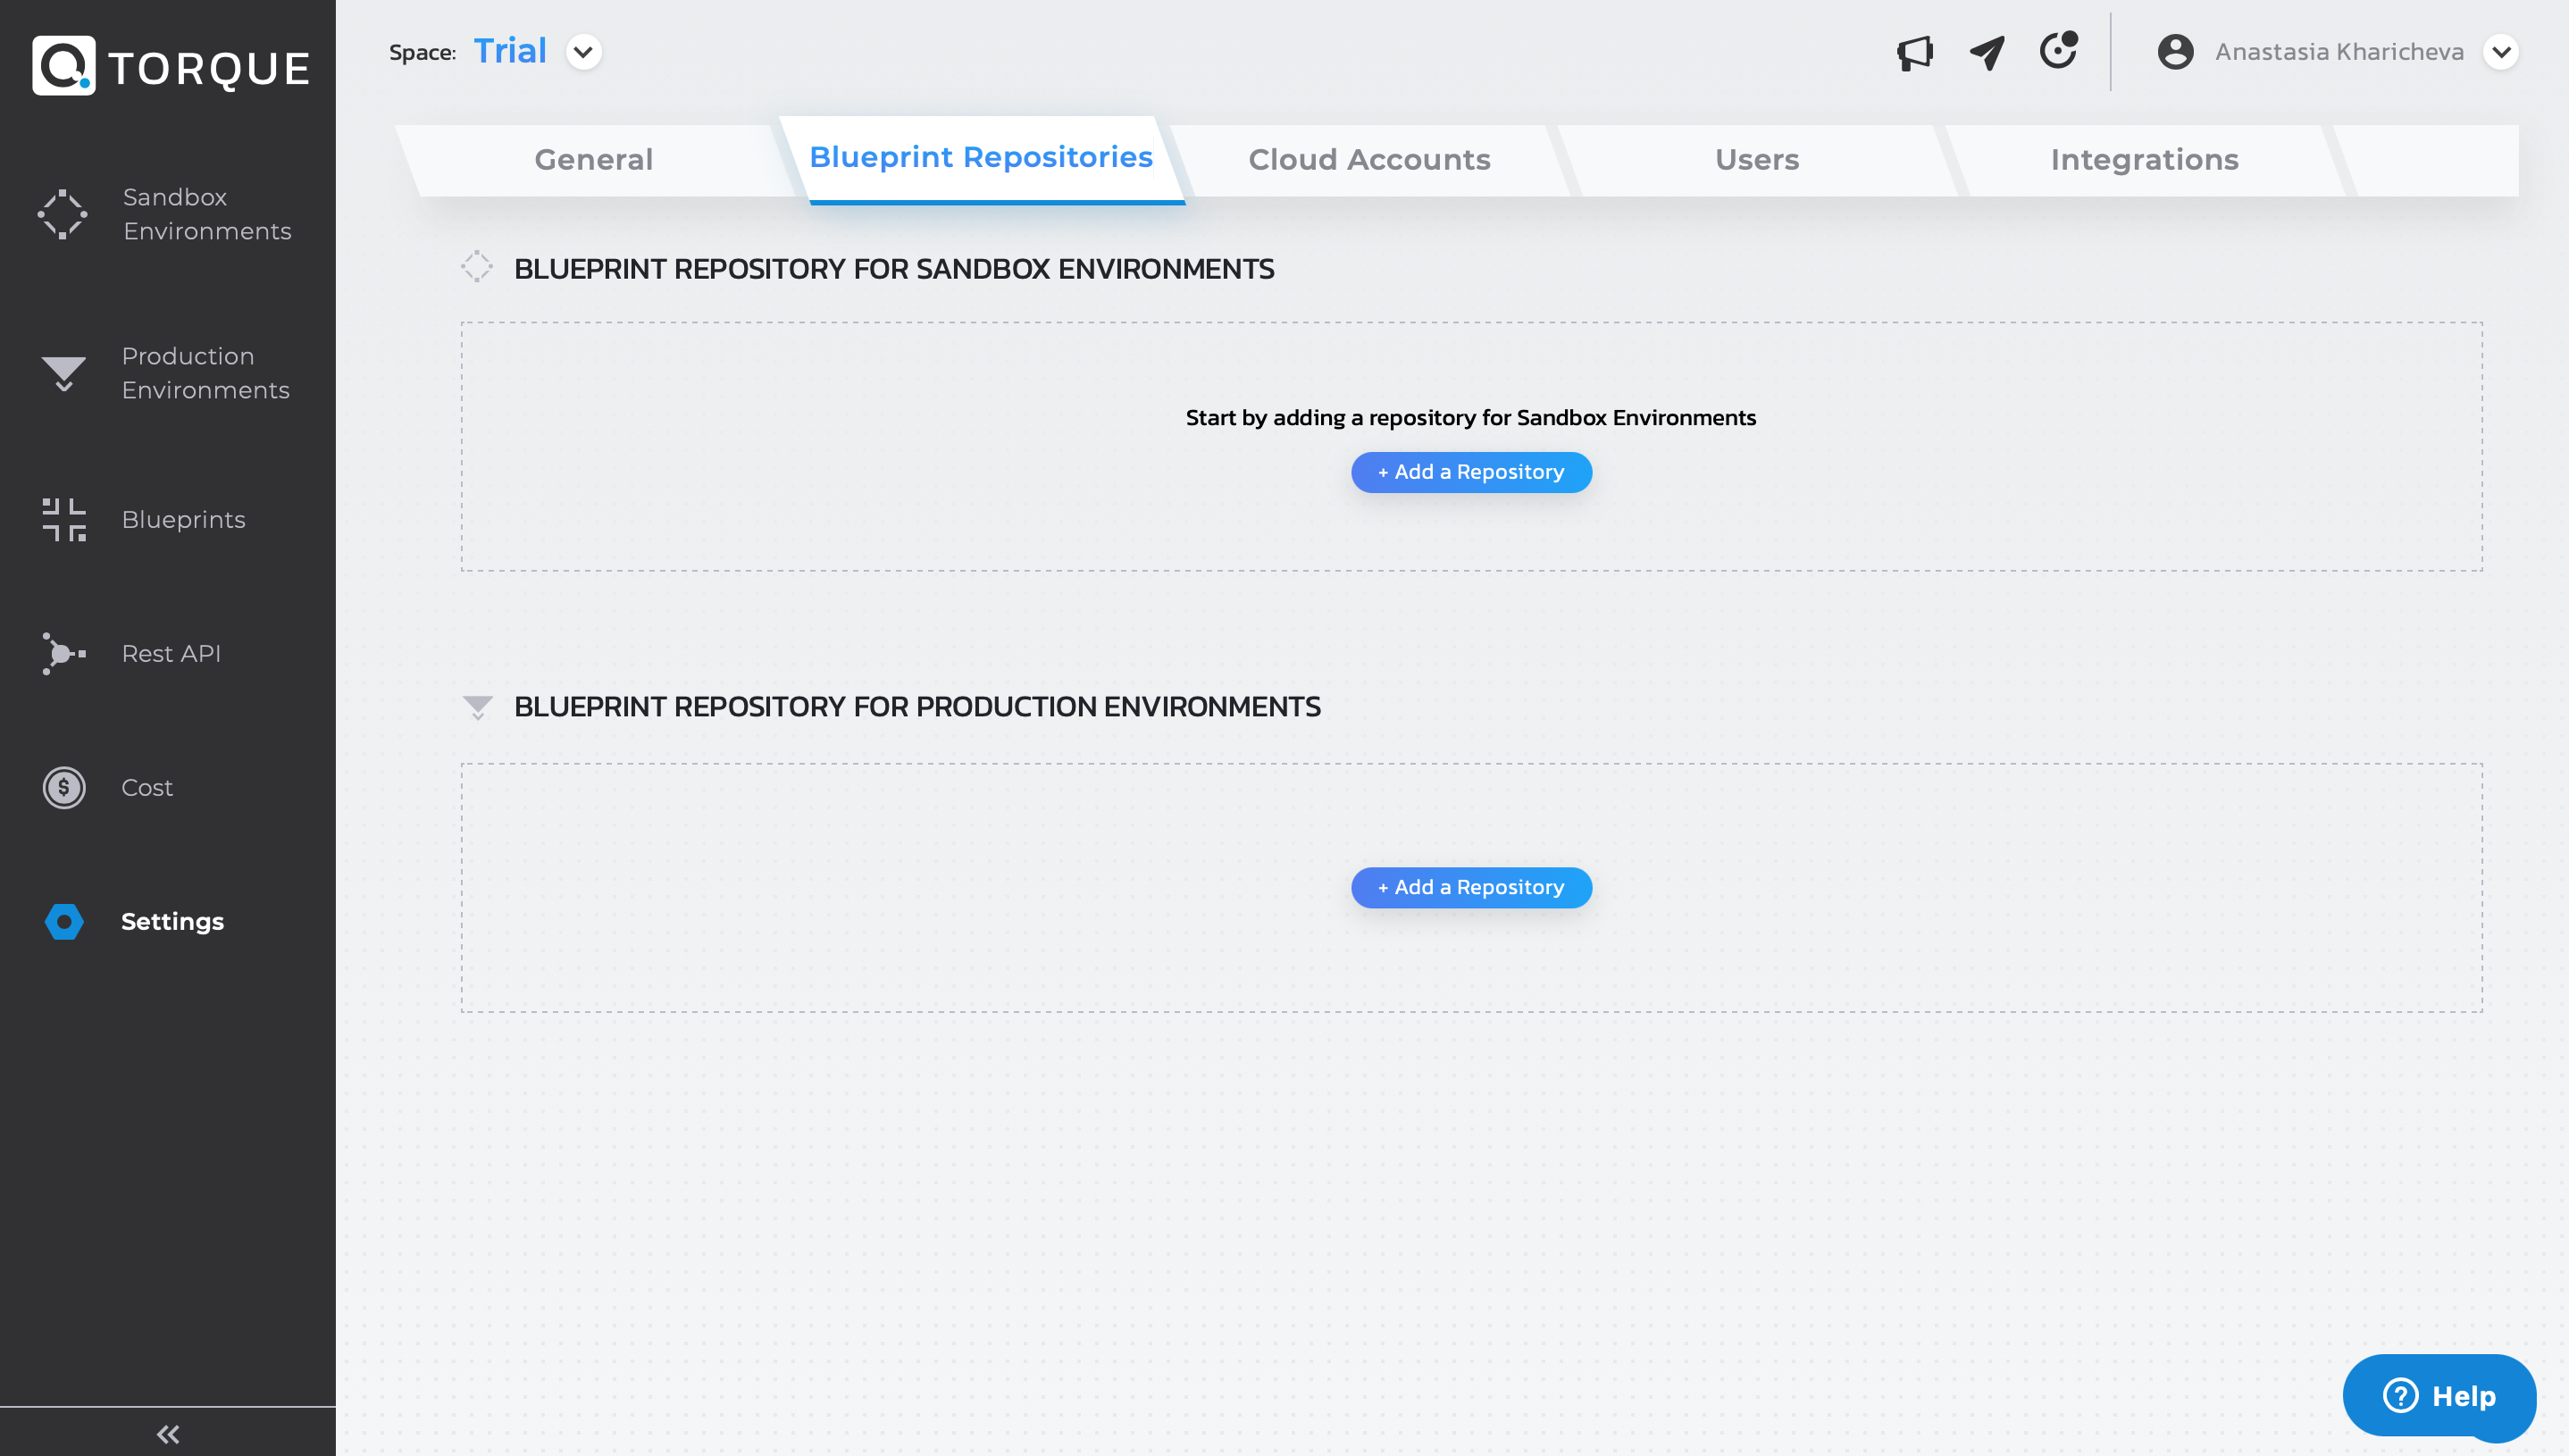 TORQUE
Space: Trial
Anastasia Kharicheva
General
Blueprint Repositories
Cloud Accounts
Users
Integrations
Sandbox
Environments
Production
Environments
Blueprints
Rest API
Cost
Settings
BLUEPRINT REPOSITORY FOR SANDBOX ENVIRONMENTS
Start by adding a repository for Sandbox Environments
+ Add a Repository
BLUEPRINT REPOSITORY FOR PRODUCTION ENVIRONMENTS
+ Add a Repository
Help